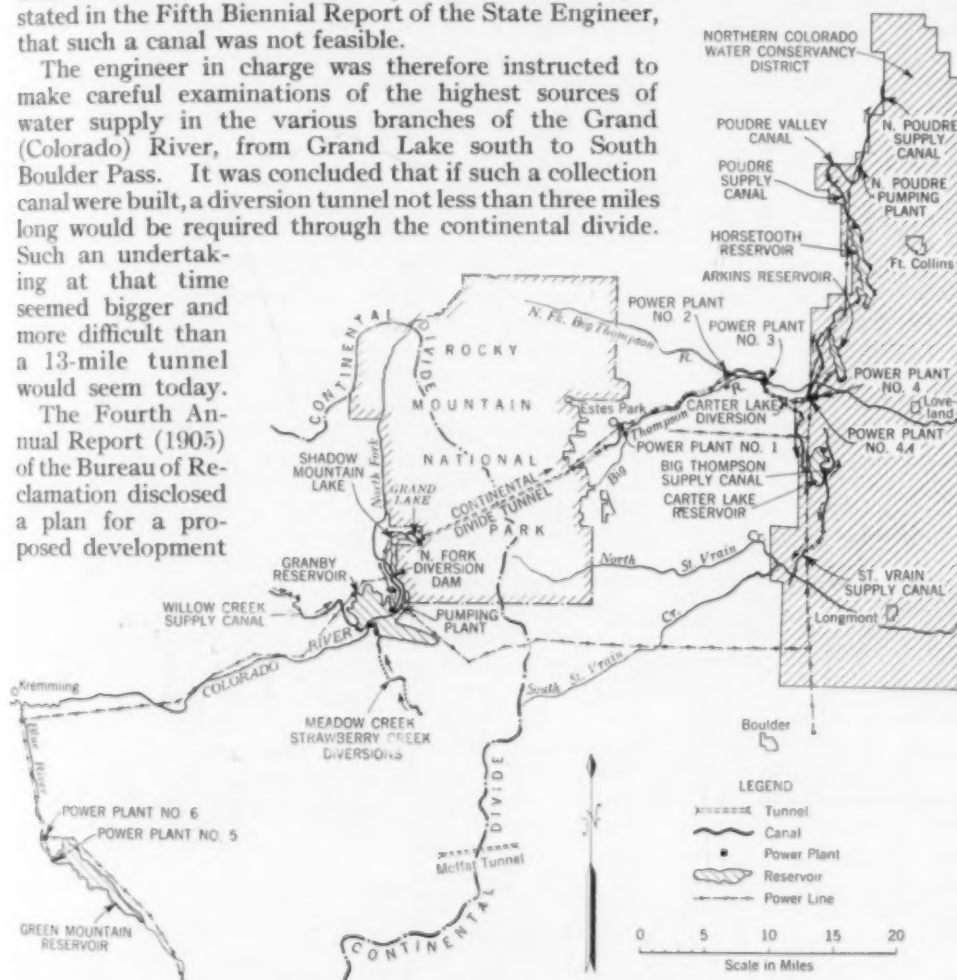 stated in the Fifth Biennial Report of the State Engineer,
that such a canal was not feasible.
The engineer in charge was therefore instructed to
make careful examinations of the highest sources of
water supply in the various branches of the Grand
(Colorado) River, from Grand Lake south to South
Boulder Pass. It was concluded that if such a collection
canal were built, a diversion tunnel not less than three miles
long would be required through the continental divide.
Such an undertak-
ing at that time
seemed bigger and
more difficult than
a 13-mile tunnel
would seem today.
The Fourth An-
nual Report (1905)
of the Bureau of Re-
clamation disclosed
a plan for a pro-
posed development
NORTHERN COLORADO
WATER CONSERVANCY
DISTRICT
POUDRE VALLEY
CANAL
N. POUDRE
SUPPLY
CANAL
POUDRE
SUPPLY
CANAL
N. POUDRE
PUMPING
PLANT
HORSETOOTH
RESERVOIR
Ft. Collins
ARKINS RESERVOIR
POWER PLANT
NO. 2
POWER PLANT
NO. 3
N. Fk. Big Thompson
R.
CONTINENTAL
DIVIDE
ROCKY
MOUNTAIN
NATIONAL
PARK
Estes Park
Big
Thompson
R.
CARTER LAKE
DIVERSION
POWER PLANT
NO. 4
Love-
land
POWER PLANT NO. 1
POWER PLANT
NO. 4A
BIG THOMPSON
SUPPLY CANAL
CARTER LAKE
RESERVOIR
SHADOW
MOUNTAIN
LAKE
North Fork
GRAND
LAKE
CONTINENTAL
DIVIDE TUNNEL
N. FORK
DIVERSION
DAM
GRANBY
RESERVOIR
WILLOW CREEK
SUPPLY CANAL
PUMPING
PLANT
North
St. Vrain
Cr.
ST. VRAIN
SUPPLY CANAL
Longmont
COLORADO
RIVER
South St. Vrain
Cr.
Kremmling
MEADOW CREEK
STRAWBERRY CREEK
DIVERSIONS
Boulder
Blue River
POWER PLANT NO. 6
POWER PLANT NO. 5
GREEN MOUNTAIN
RESERVOIR
Moffat Tunnel
CONTINENTAL
DIVIDE
LEGEND
Tunnel
Canal
Power Plant
Reservoir
Power Line
0 5 10 15 20
Scale in Miles